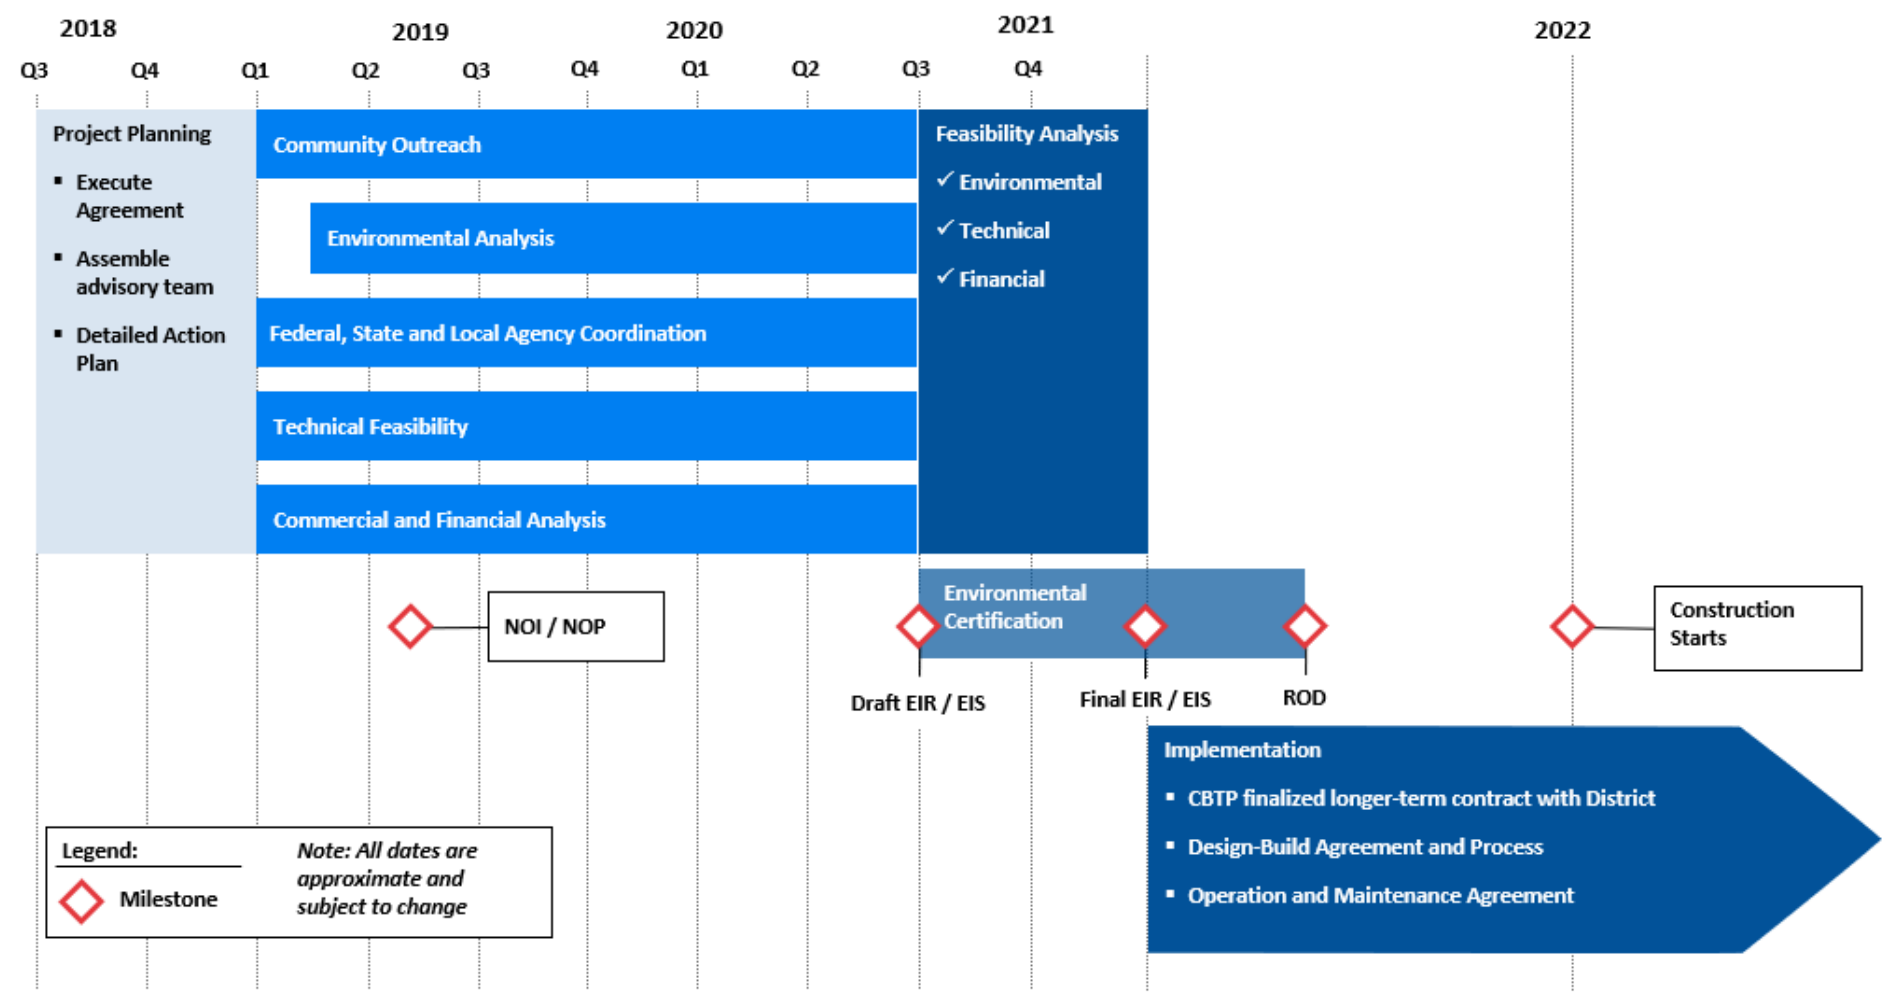 2018
2019
2020
2021
2022
Q3
Q4
Q1
Q2
Q3
Q4
Q1
Q2
Q3
Q4
Project Planning
▪ Execute
Agreement
▪ Assemble
advisory team
▪ Detailed Action
Plan
Community Outreach
Environmental Analysis
Federal, State and Local Agency Coordination
Technical Feasibility
Commercial and Financial Analysis
Feasibility Analysis
✓ Environmental
✓ Technical
✓ Financial
NOI / NOP
Environmental
Certification
Draft EIR / EIS
Final EIR / EIS
ROD
Construction
Starts
Implementation
▪ CBTP finalized longer-term contract with District
▪ Design-Build Agreement and Process
▪ Operation and Maintenance Agreement
Legend:
Milestone
Note: All dates are
approximate and
subject to change